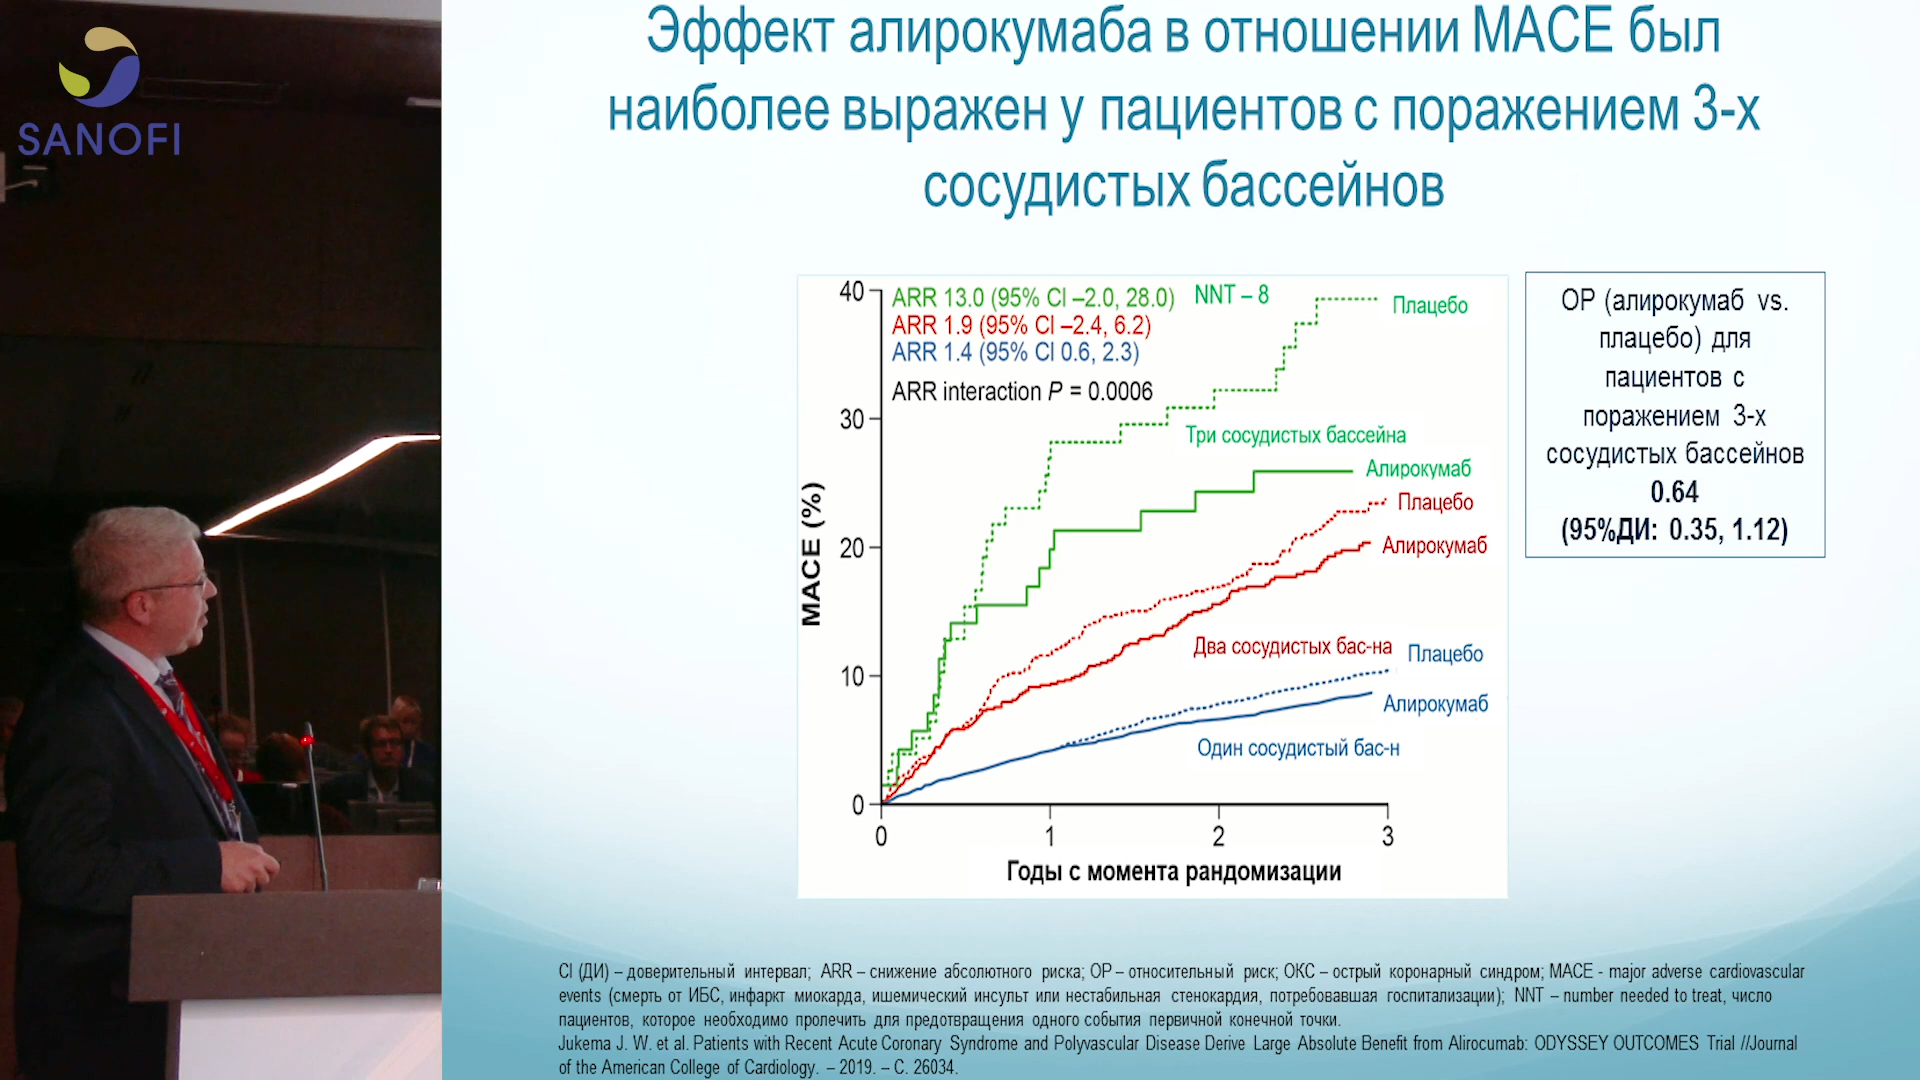 SANOFI
Эффект алирокумаба в отношении MACE был
наиболее выражен у пациентов с поражением 3-х
сосудистых бассейнов
ARR 13.0 (95% CI –2.0, 28.0) NNT – 8
ARR 1.9 (95% CI –2.4, 6.2)
ARR 1.4 (95% CI 0.6, 2.3)
ARR interaction P = 0.0006
MACE (%)
40
30
20
10
0
Плацебо
Три сосудистых бассейна
Алирокумаб
Плацебо
Алирокумаб
Два сосудистых бас-на
Плацебо
Алирокумаб
Один сосудистый бас-н
0 1 2 3
Годы с момента рандомизации
ОР (алирокумаб vs.
плацебо) для
пациентов с
поражением 3-х
сосудистых бассейнов
0.64
(95%ДИ: 0.35, 1.12)
CI (ДИ) – доверительный интервал; ARR – снижение абсолютного риска; ОР – относительный риск; ОКС – острый коронарный синдром; MACE - major adverse cardiovascular
events (смерть от ИБС, инфаркт миокарда, ишемический инсульт или нестабильная стенокардия, потребовавшая госпитализации); NNT – number needed to treat, число
пациентов, которое необходимо пролечить для предотвращения одного события первичной конечной точки.
Jukema J. W. et al. Patients with Recent Acute Coronary Syndrome and Polyvascular Disease Derive Large Absolute Benefit from Alirocumab: ODYSSEY OUTCOMES Trial //Journal
of the American College of Cardiology. – 2019. – С. 26034.